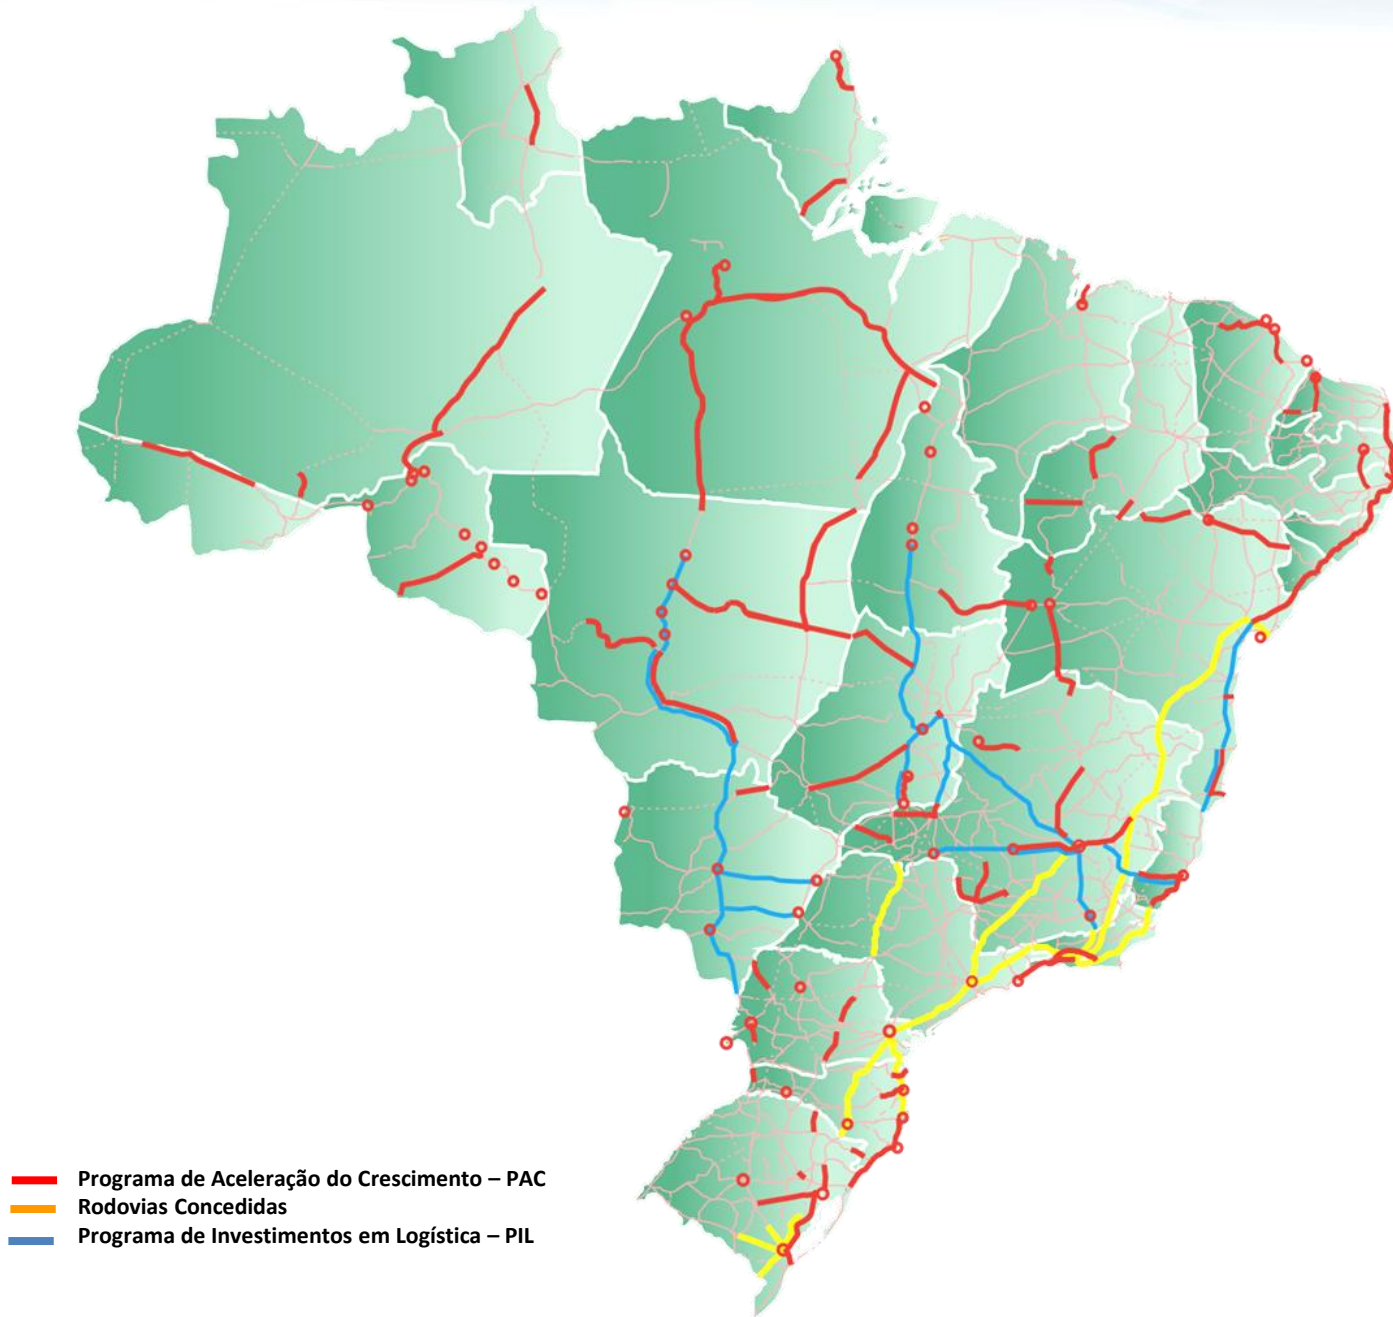 Programa de Aceleração do Crescimento – PAC
Rodovias Concedidas
Programa de Investimentos em Logística – PIL